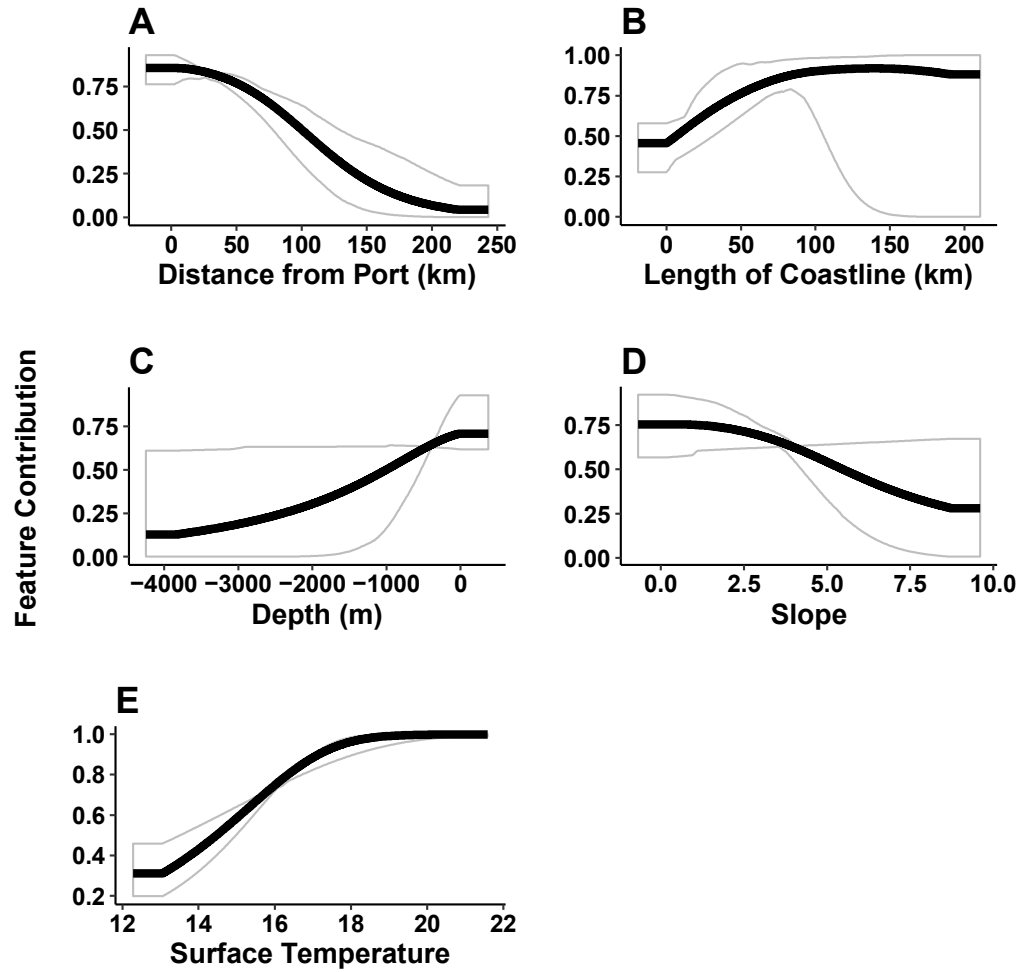 A
0.75
0.50
0.25
0.00
0 50 100 150 200 250
Distance from Port (km)
B
1.00
0.75
0.50
0.25
0.00
0 50 100 150 200
Length of Coastline (km)
Feature Contribution
C
0.75
0.50
0.25
0.00
−4000 −3000 −2000 −1000 0
Depth (m)
D
0.75
0.50
0.25
0.00
0.0 2.5 5.0 7.5 10.0
Slope
E
1.0
0.8
0.6
0.4
0.2
12 14 16 18 20 22
Surface Temperature